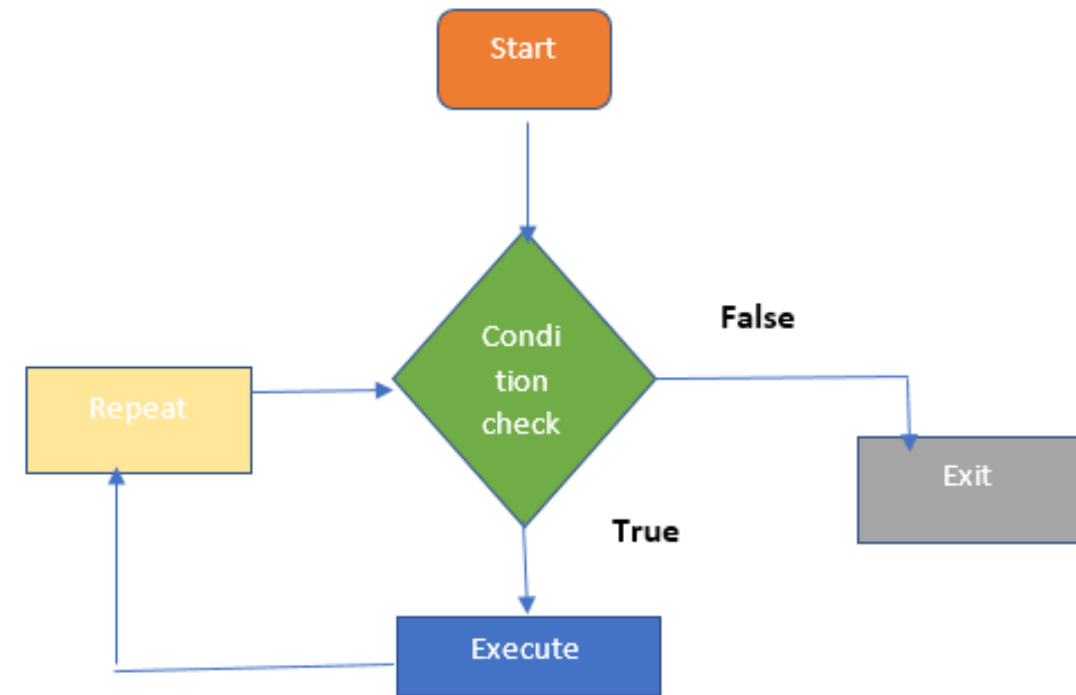 Start
False
Condi
tion
check
Repeat
Exit
True
Execute